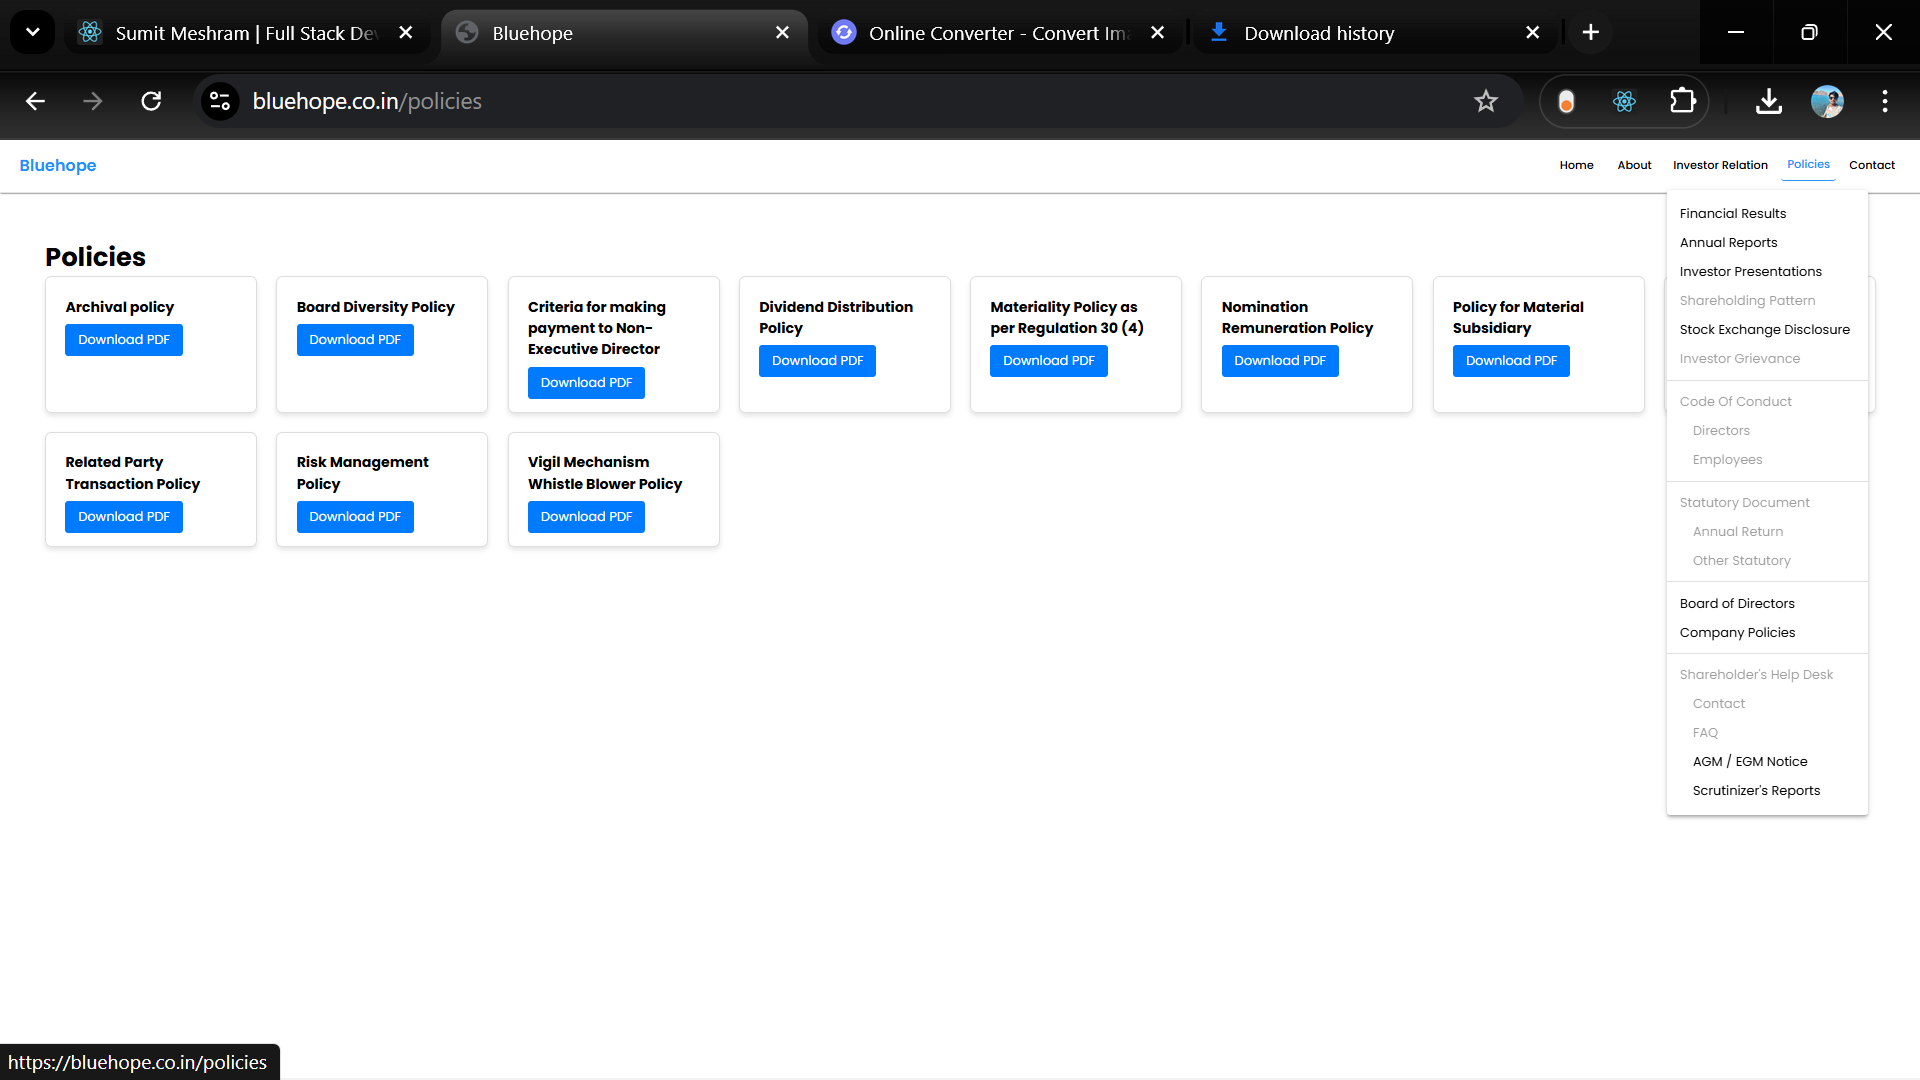 Sumit Meshram | Full Stack De
Bluehope
Online Converter - Convert Im
Download history
bluehope.co.in/policies
Bluehope
Home
About
Investor Relation
Policies
Contact
Policies
Archival policy
Download PDF
Board Diversity Policy
Download PDF
Criteria for making
payment to Non-
Executive Director
Download PDF
Dividend Distribution
Policy
Download PDF
Materiality Policy as
per Regulation 30 (4)
Download PDF
Nomination
Remuneration Policy
Download PDF
Policy for Material
Subsidiary
Download PDF
Related Party
Transaction Policy
Download PDF
Risk Management
Policy
Download PDF
Vigil Mechanism
Whistle Blower Policy
Download PDF
Financial Results
Annual Reports
Investor Presentations
Shareholding Pattern
Stock Exchange Disclosure
Investor Grievance
Code Of Conduct
Directors
Employees
Statutory Document
Annual Return
Other Statutory
Board of Directors
Company Policies
Shareholder's Help Desk
Contact
FAQ
AGM / EGM Notice
Scrutinizer's Reports
https://bluehope.co.in/policies